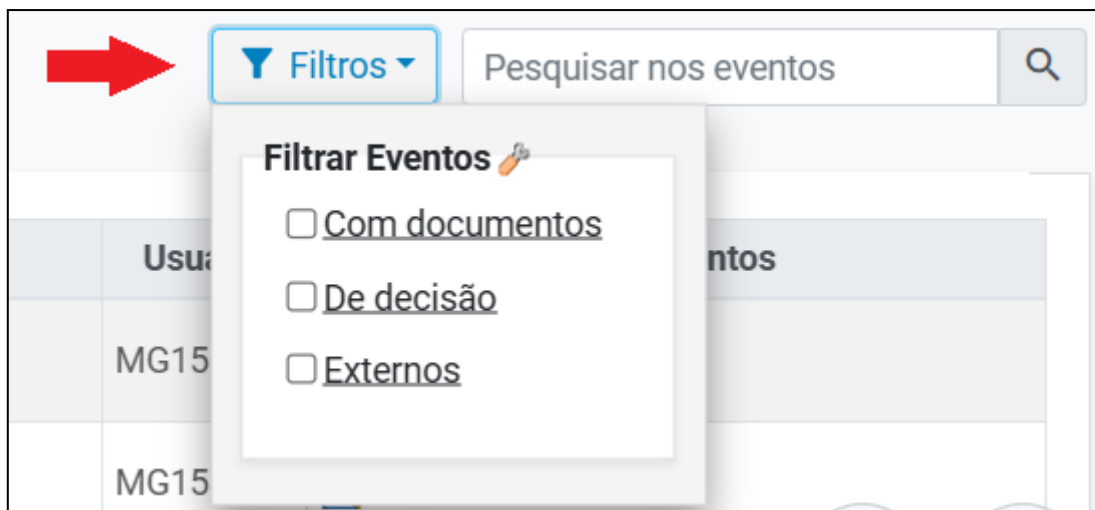 Filtros
Pesquisar nos eventos
Filtrar Eventos
Com documentos
De decisão
Externos
MG15
MG15